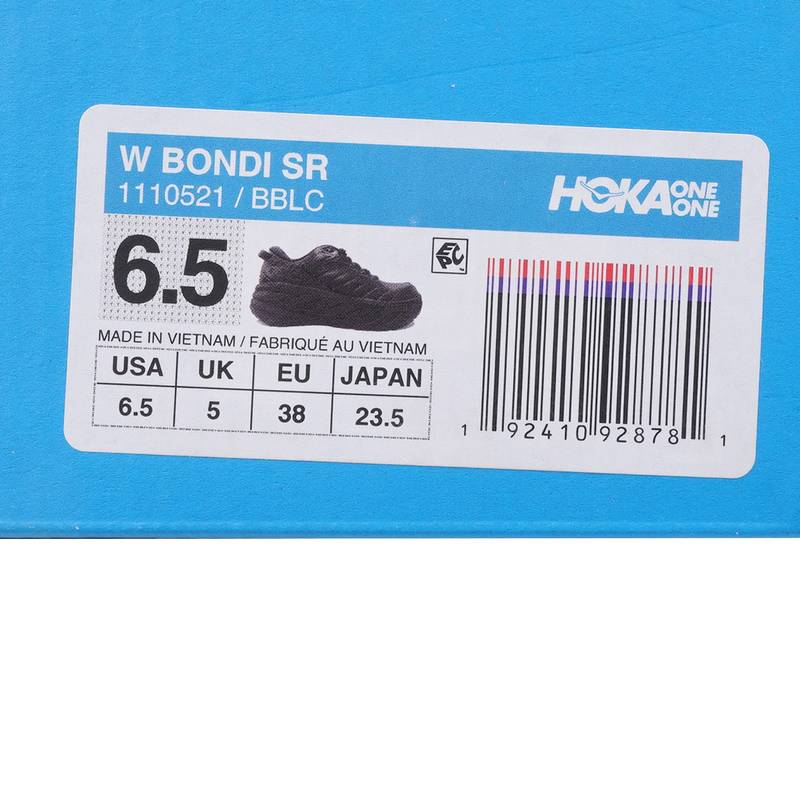 W BONDI SR
1110521 / BBLC
HOKA ONE ONE
6.5
EPC™
MADE IN VIETNAM / FABRIQUÉ AU VIETNAM
USA UK EU JAPAN
6.5 5 38 23.5
1 92410 92878 1